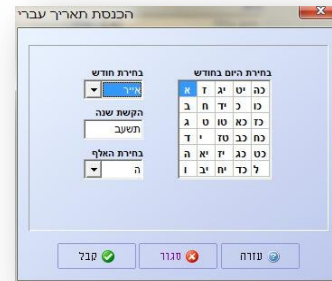 הכנסת תאריך עברי
בחירת היום בחודש
כה יט יג ז א
כו כ יד ח ב
כז כא טו ט ג
כח כב טז י ד
כט כג יז יא ה
ל כד יח יב ו
בחירת חודש
אייר
הקשת שנה
תשעב
בחירת האלף
ה
עזרה
סגור
קבל